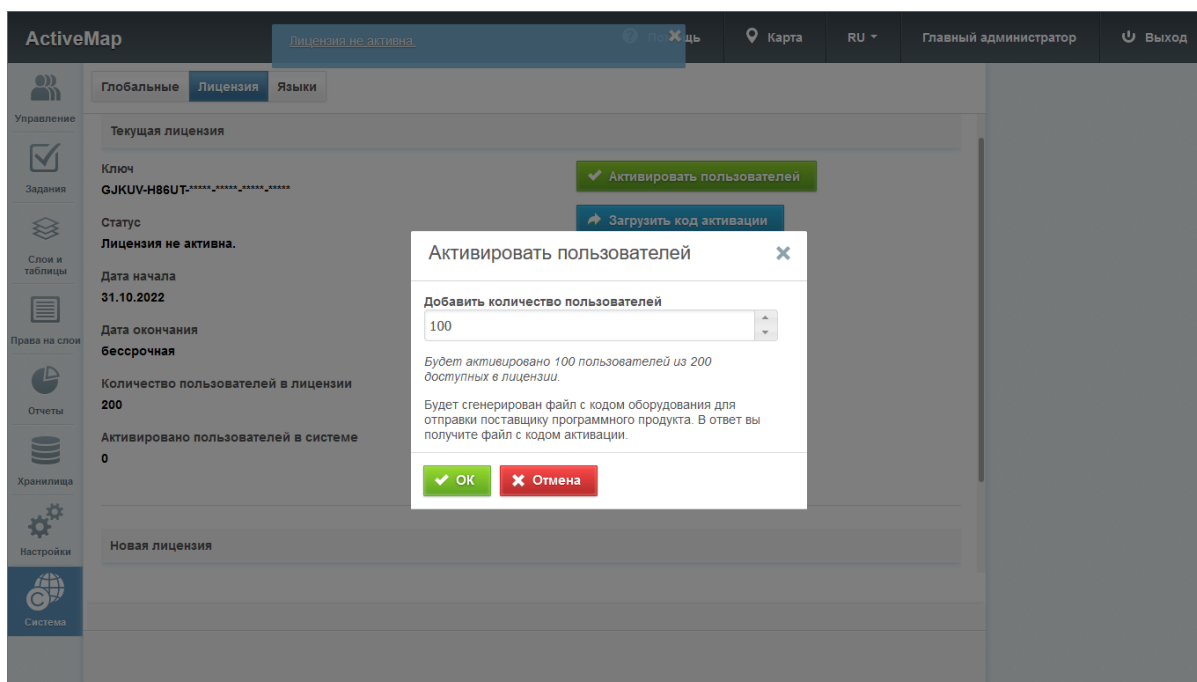 ActiveMap
Лицензия не активна.
Карта
RU
Главный администратор
Выход
Глобальные
Лицензия
Языки
Управление
Задания
Слои и
таблицы
Права на слои
Отчеты
Хранилища
Настройки
Система
Текущая лицензия
Ключ
GJKUV-H86UT-*****-*****-*****-*****
Статус
Лицензия не активна.
Дата начала
31.10.2022
Дата окончания
бессрочная
Количество пользователей в лицензии
200
Активировано пользователей в системе
0
Активировать пользователей
Загрузить код активации
Активировать пользователей
Добавить количество пользователей
100
Будет активировано 100 пользователей из 200
доступных в лицензии.
Будет сгенерирован файл с кодом оборудования для
отправки поставщику программного продукта. В ответ вы
получите файл с кодом активации.
ОК
Отмена
Новая лицензия